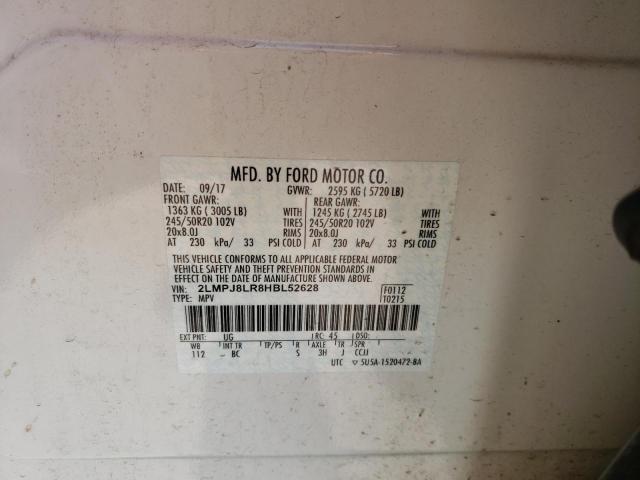 MFD. BY FORD MOTOR CO.
DATE: 09/17 GVWR: 2595 KG ( 5720 LB)
FRONT GAWR: REAR GAWR:
1363 KG ( 3005 LB) WITH 1245 KG ( 2745 LB) WITH
245/50R20 102V TIRES 245/50R20 102V TIRES
20x8.0J RIMS 20x8.0J RIMS
AT 230 kPa/ 33 PSI COLD AT 230 kPa/ 33 PSI COLD
THIS VEHICLE CONFORMS TO ALL APPLICABLE FEDERAL MOTOR
VEHICLE SAFETY AND THEFT PREVENTION STANDARDS IN
EFFECT ON THE DATE OF MANUFACTURE SHOWN ABOVE.
VIN: 2LMPJ8LR8HBL52628 F0112
TYPE: MPV T0215
EXT PNT: UG RC: 45 DSO:
WB INT TR TP/PS R AXLE TR SPR
112 BC S 3H J CCJJ
UTC ▽ 5U5A-1520472-BA